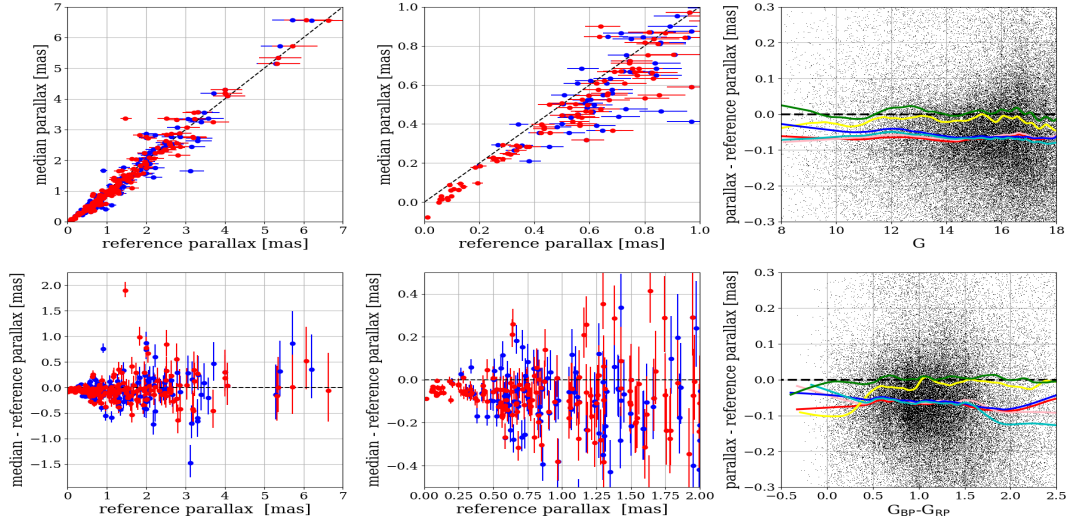 7
6
5
4
3
2
1
0
median parallax [mas]
0 1 2 3 4 5 6 7
reference parallax [mas]
1.0
0.8
0.6
0.4
0.2
0.0
median parallax [mas]
0.0 0.2 0.4 0.6 0.8 1.0
reference parallax [mas]
0.3
0.2
0.1
0.0
−0.1
−0.2
−0.3
parallax - reference parallax [mas]
8 10 12 14 16 18
G
2.0
1.5
1.0
0.5
0.0
−0.5
−1.0
−1.5
median - reference parallax [mas]
0 1 2 3 4 5 6 7
reference parallax [mas]
0.4
0.2
0.0
−0.2
−0.4
median - reference parallax [mas]
0.00 0.25 0.50 0.75 1.00 1.25 1.50 1.75 2.00
reference parallax [mas]
0.3
0.2
0.1
0.0
−0.1
−0.2
−0.3
parallax - reference parallax [mas]
−0.5 0.0 0.5 1.0 1.5 2.0 2.5
G_BP-G_RP